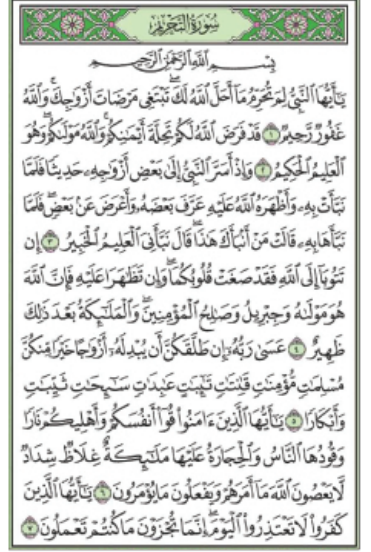 سُورَةُ التَّحْرِيمِ
بِسْمِ اللَّهِ الرَّحْمَٰنِ الرَّحِيمِ
يَٰٓأَيُّهَا ٱلنَّبِيُّ لِمَ تُحَرِّمُ مَآ أَحَلَّ ٱللَّهُ لَكَۖ تَبۡتَغِي مَرۡضَاتَ أَزۡوَٰجِكَۚ وَٱللَّهُ
غَفُورٞ رَّحِيمٞ ١ قَدۡ فَرَضَ ٱللَّهُ لَكُمۡ تَحِلَّةَ أَيۡمَٰنِكُمۡۚ وَٱللَّهُ مَوۡلَىٰكُمۡۖ وَهُوَ
ٱلۡعَلِيمُ ٱلۡحَكِيمُ ٢ وَإِذۡ أَسَرَّ ٱلنَّبِيُّ إِلَىٰ بَعۡضِ أَزۡوَٰجِهِۦ حَدِيثٗا فَلَمَّا
نَبَّأَتۡ بِهِۦ وَأَظۡهَرَهُ ٱللَّهُ عَلَيۡهِ عَرَّفَ بَعۡضَهُۥ وَأَعۡرَضَ عَنۢ بَعۡضٖۖ فَلَمَّا
نَبَّأَهَا بِهِۦ قَالَتۡ مَنۡ أَنۢبَأَكَ هَٰذَاۖ قَالَ نَبَّأَنِيَ ٱلۡعَلِيمُ ٱلۡخَبِيرُ ٣ إِن
تَتُوبَآ إِلَى ٱللَّهِ فَقَدۡ صَغَتۡ قُلُوبُكُمَاۖ وَإِن تَظَٰهَرَا عَلَيۡهِ فَإِنَّ ٱللَّهَ
هُوَ مَوۡلَىٰهُ وَجِبۡرِيلُ وَصَٰلِحُ ٱلۡمُؤۡمِنِينَۖ وَٱلۡمَلَٰٓئِكَةُ بَعۡدَ ذَٰلِكَ
ظَهِيرٌ ٤ عَسَىٰ رَبُّهُۥٓ إِن طَلَّقَكُنَّ أَن يُبۡدِلَهُۥٓ أَزۡوَٰجًا خَيۡرٗا مِّنكُنَّ
مُسۡلِمَٰتٖ مُّؤۡمِنَٰتٖ قَٰنِتَٰتٖ تَٰٓئِبَٰتٍ عَٰبِدَٰتٖ سَٰٓئِحَٰتٖ ثَيِّبَٰتٖ
وَأَبۡكَارٗا ٥ يَٰٓأَيُّهَا ٱلَّذِينَ ءَامَنُواْ قُوٓاْ أَنفُسَكُمۡ وَأَهۡلِيكُمۡ نَارٗا
وَقُودُهَا ٱلنَّاسُ وَٱلۡحِجَارَةُ عَلَيۡهَا مَلَٰٓئِكَةٌ غِلَاظٞ شِدَادٞ
لَّا يَعۡصُونَ ٱللَّهَ مَآ أَمَرَهُمۡ وَيَفۡعَلُونَ مَا يُؤۡمَرُونَ ٦ يَٰٓأَيُّهَا ٱلَّذِينَ
كَفَرُواْ لَا تَعۡتَذِرُواْ ٱلۡيَوۡمَۖ إِنَّمَا تُجۡزَوۡنَ مَا كُنتُمۡ تَعۡمَلُونَ ٧